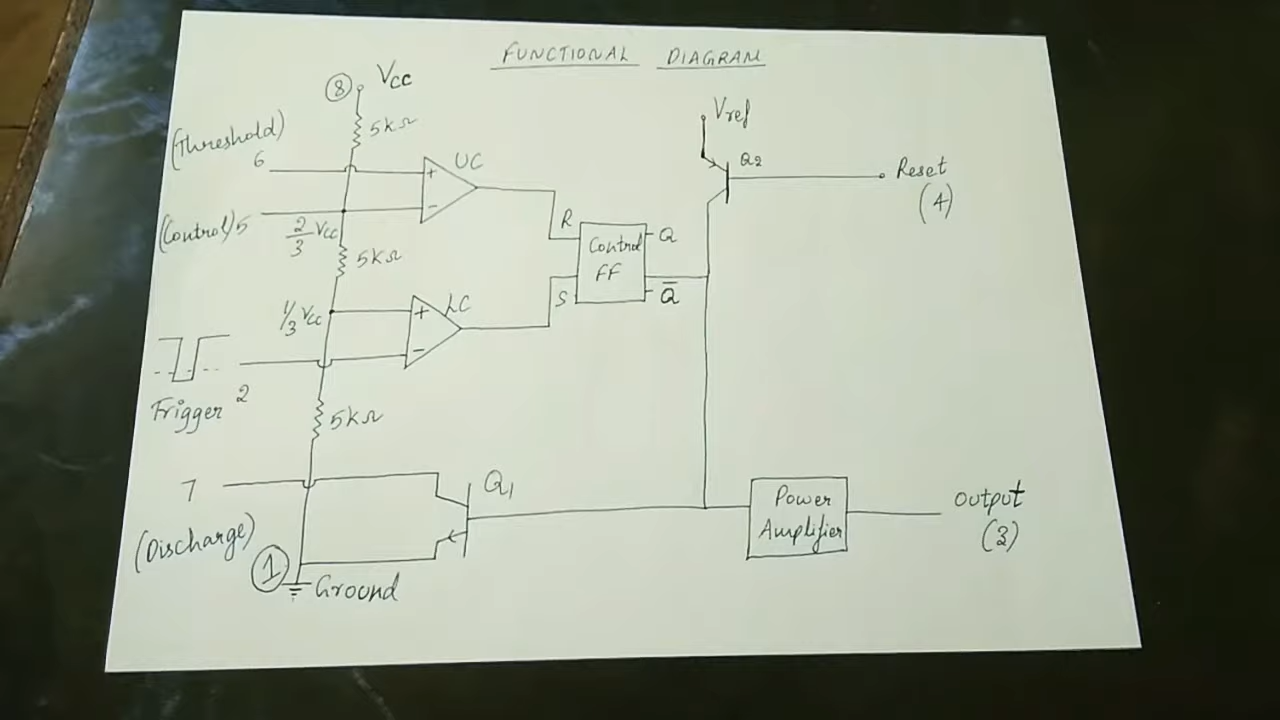 FUNCTIONAL DIAGRAM
8 Vcc
5kΩ
(Threshold)
6
UC
+
-
(Control) 5
2/3 Vcc
5kΩ
1/3 Vcc
LC
+
-
Trigger 2
5kΩ
7
(Discharge)
Q1
1 Ground
R
S
Control
FF
Q
Q̅
Vref
Q2
Reset
(4)
Power
Amplifier
Output
(3)